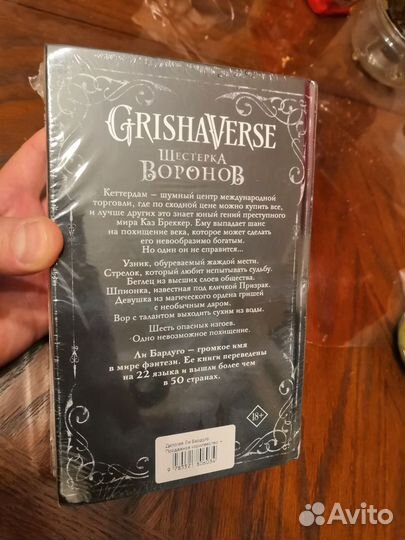 GRISHAVERSE
ШЕСТЕРКА
ВОРОНОВ
Кеттердам — шумный центр международной
торговли, где по сходной цене можно купить все,
и лучше других это знает юный гений преступного
мира Каз Бреккер. Ему выпадает шанс
на похищение века, которое может сделать
его невообразимо богатым.
Но один он не справится...
Узник, обуреваемый жаждой мести.
Стрелок, который любит испытывать судьбу.
Беглец из высших слоев общества.
Шпионка, известная под кличкой Призрак.
Девушка из магического ордена гришей
с необычным даром.
Вор с талантом выходить сухим из воды.
Шесть опасных изгоев.
Одно невозможное похищение.
Ли Бардуго — громкое имя
в мире фэнтези. Ее книги переведены
на 22 языка и вышли более чем
в 50 странах.
18+
Ли Бардуго
Avito